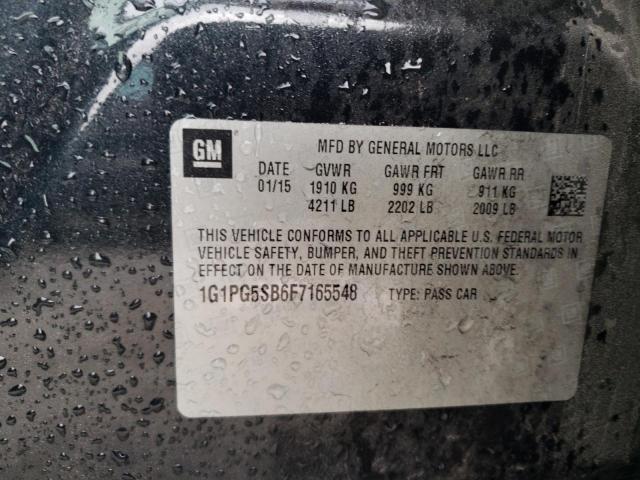 GM
MFD BY GENERAL MOTORS LLC
DATE GVWR GAWR FRT GAWR RR
01/15 1910 KG 999 KG 911 KG
4211 LB 2202 LB 2009 LB
THIS VEHICLE CONFORMS TO ALL APPLICABLE U.S. FEDERAL MOTOR
VEHICLE SAFETY, BUMPER, AND THEFT PREVENTION STANDARDS IN
EFFECT ON THE DATE OF MANUFACTURE SHOWN ABOVE.
1G1PG5SB6F7165548 TYPE: PASS CAR